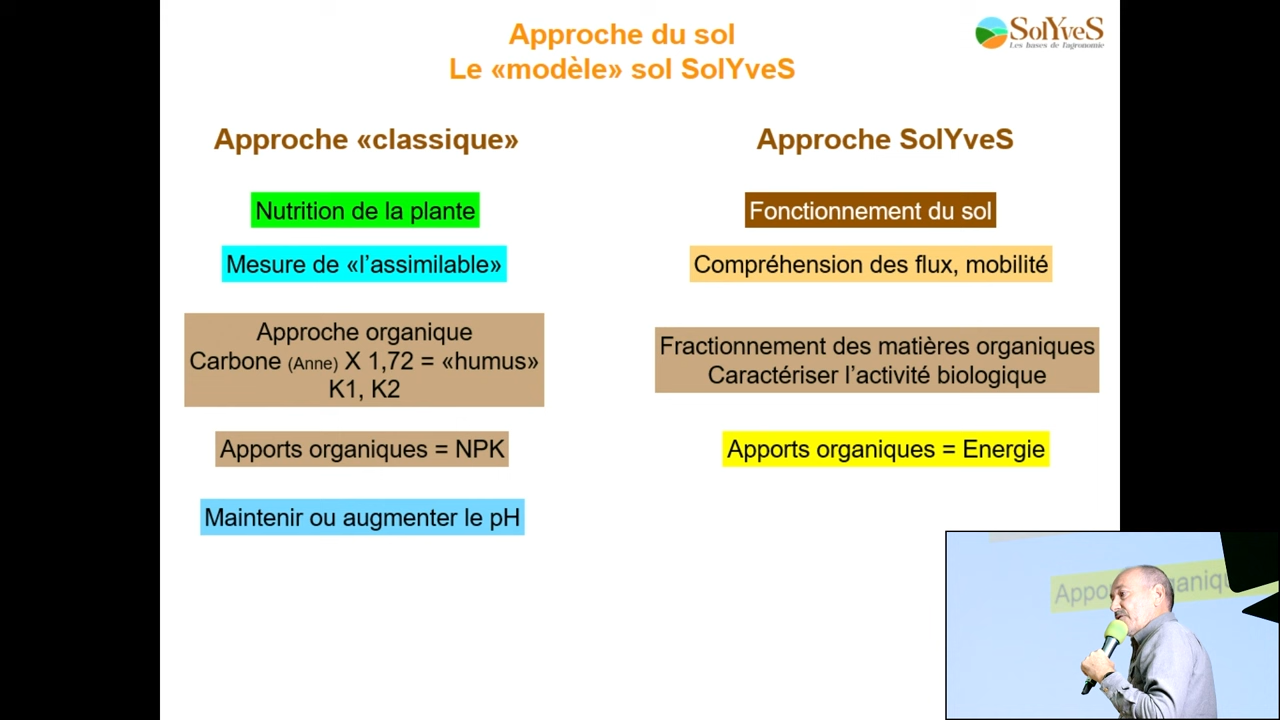 Approche du sol
Le «modèle» sol SolYveS
SolYveS
Les bases de l'agronomie
Approche «classique»
Nutrition de la plante
Mesure de «l'assimilable»
Approche organique
Carbone (Anne) X 1,72 = «humus»
K1, K2
Apports organiques = NPK
Maintenir ou augmenter le pH
Approche SolYveS
Fonctionnement du sol
Compréhension des flux, mobilité
Fractionnement des matières organiques
Caractériser l'activité biologique
Apports organiques = Energie